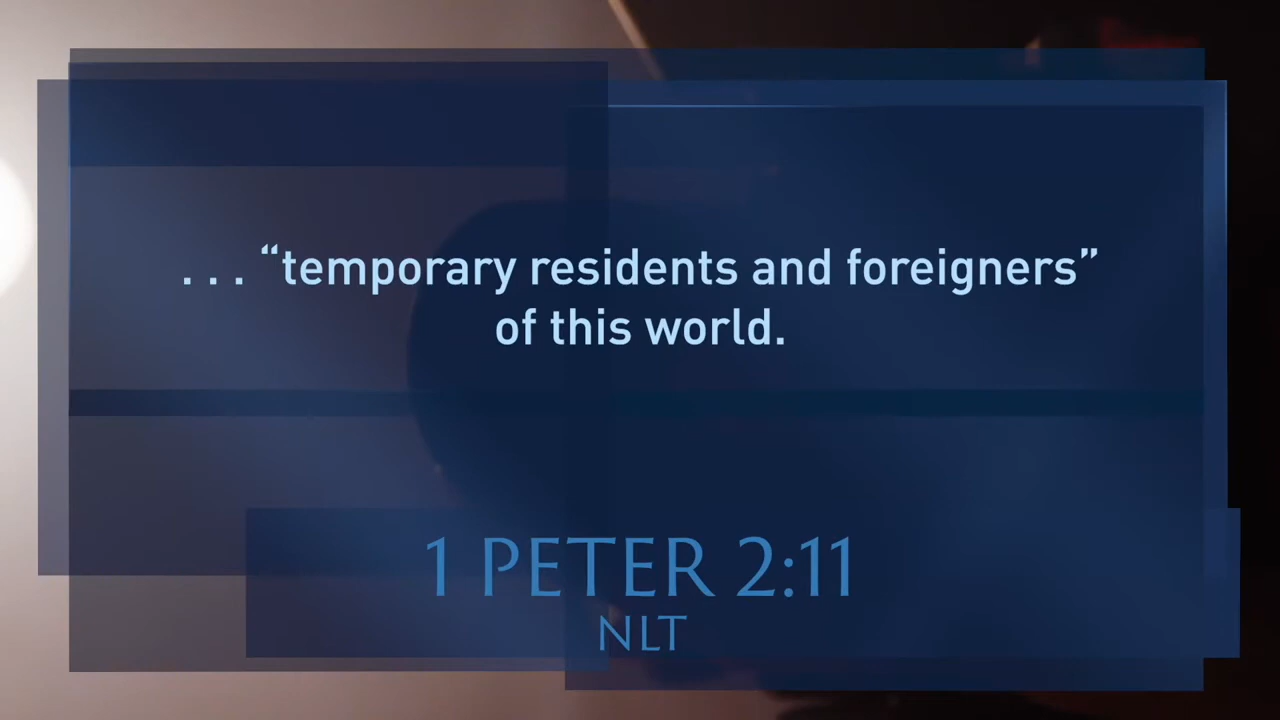 . . . “temporary residents and foreigners”
of this world.
1 PETER 2:11
NLT